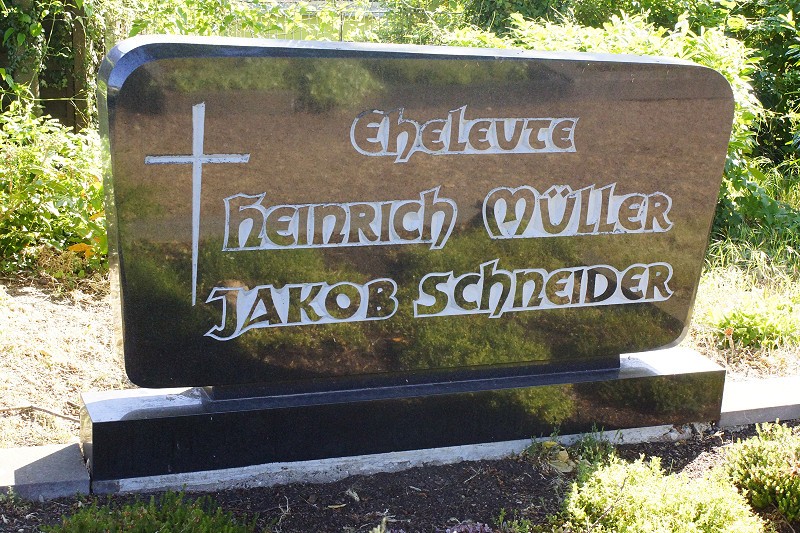 Eheleute
Heinrich Müller
Jakob Schneider